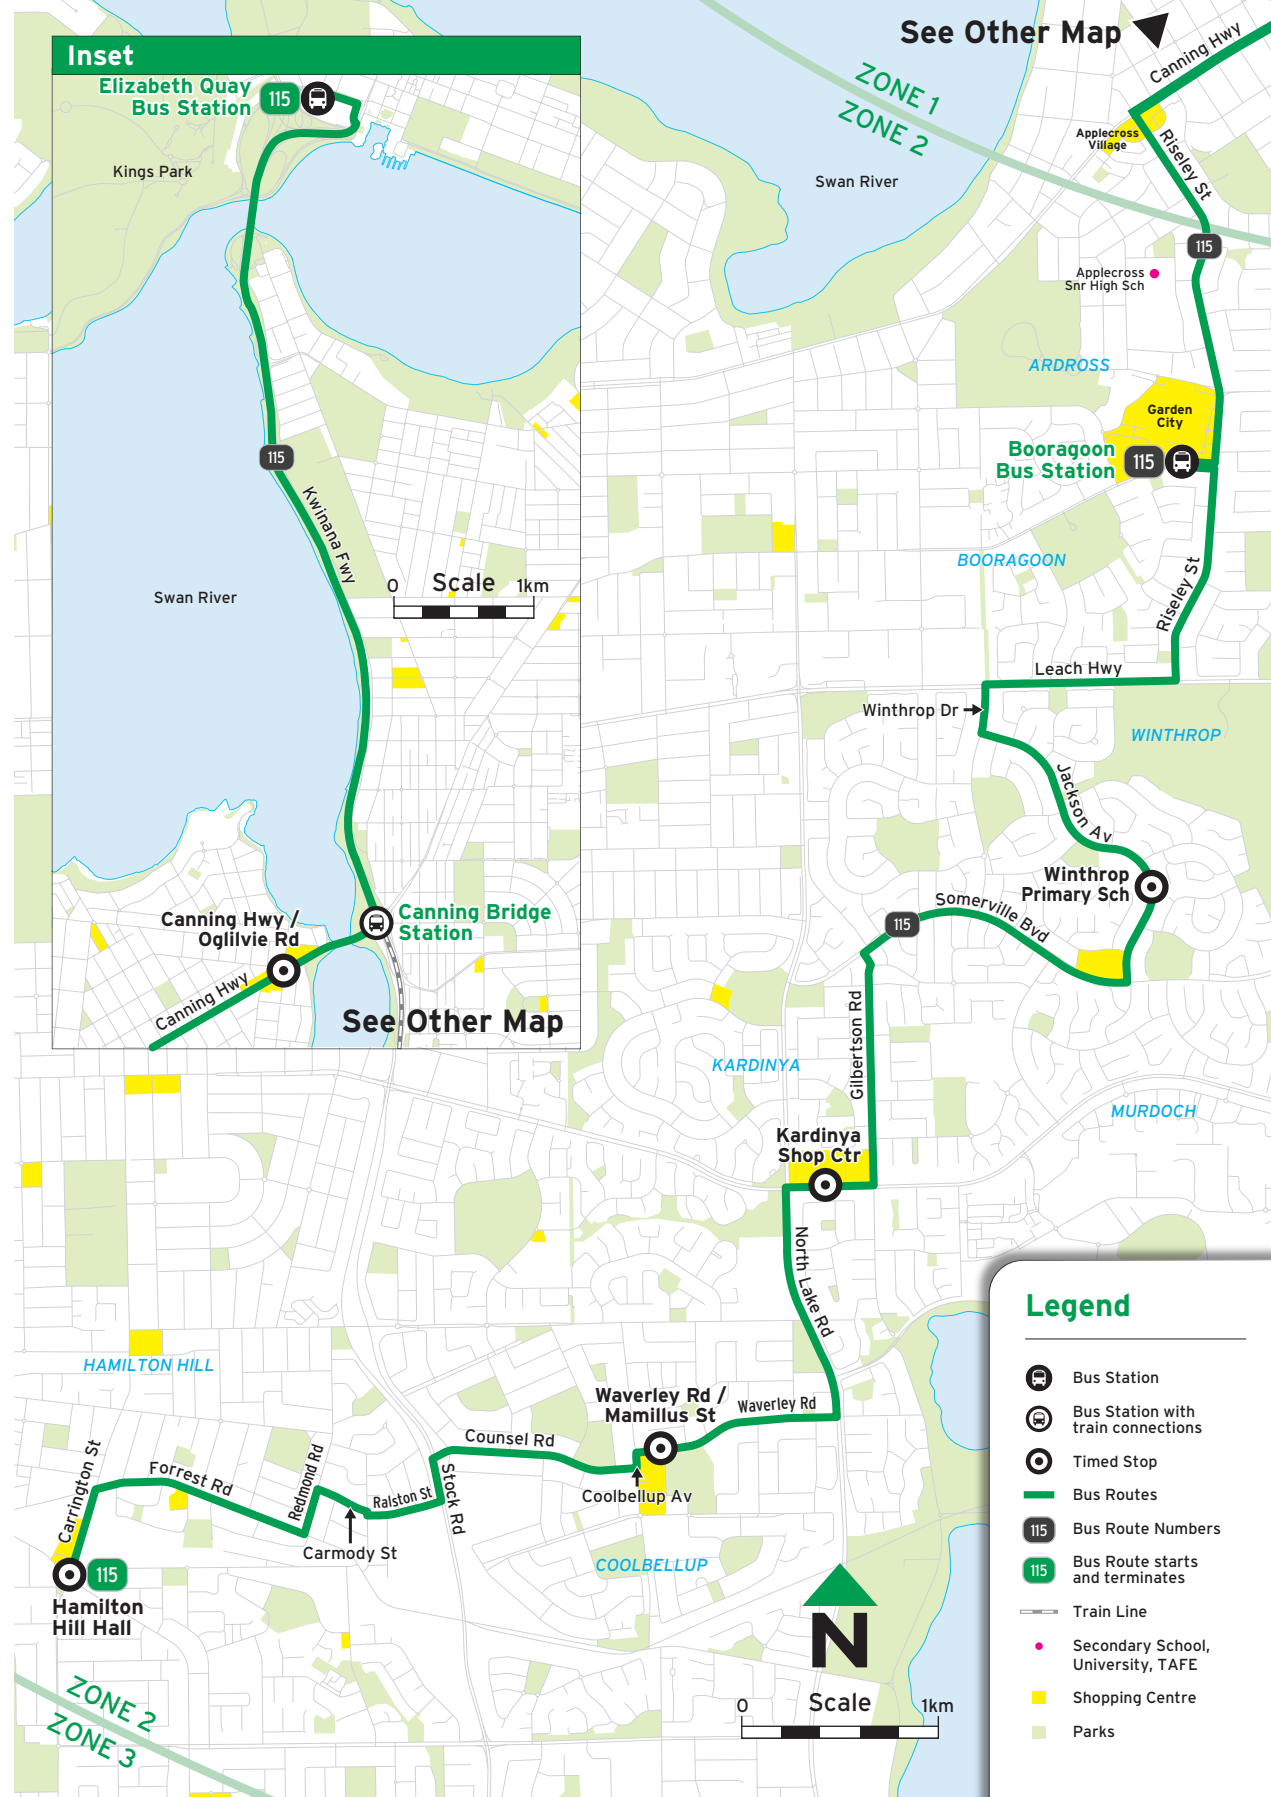 Inset
Elizabeth Quay
Bus Station
115
Kings Park
115
Kwinana Fwy
0 Scale 1km
Swan River
Canning Hwy /
Oglilvie Rd
Canning Bridge
Station
Canning Hwy
See Other Map
See Other Map
Canning Hwy
ZONE 1
ZONE 2
Applecross
Village
Riseley St
Swan River
115
Applecross
Snr High Sch
ARDROSS
Garden
City
Booragoon
Bus Station
115
BOORAGOON
Riseley St
Leach Hwy
Winthrop Dr
WINTHROP
Jackson Av
Winthrop
Primary Sch
Somerville Bvd
115
Gilbertson Rd
KARDINYA
MURDOCH
Kardinya
Shop Ctr
North Lake Rd
HAMILTON HILL
Waverley Rd /
Mamillus St
Waverley Rd
Counsel Rd
Carrington St
Forrest Rd
Redmond Rd
Ralston St
Stock Rd
Coolbellup Av
Carmody St
COOLBELLUP
115
Hamilton
Hill Hall
N
ZONE 2
ZONE 3
0 Scale 1km
Legend
Bus Station
Bus Station with
train connections
Timed Stop
Bus Routes
115 Bus Route Numbers
115 Bus Route starts
and terminates
Train Line
Secondary School,
University, TAFE
Shopping Centre
Parks